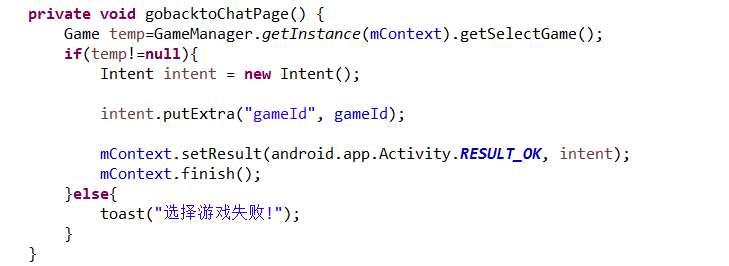 private void gobacktoChatPage() {
Game temp=GameManager.getInstance(mContext).getSelectGame();
if(temp!=null){
Intent intent = new Intent();
intent.putExtra("gameId", gameId);
mContext.setResult(android.app.Activity.RESULT_OK, intent);
mContext.finish();
}else{
toast("选择游戏失败!");
}
}